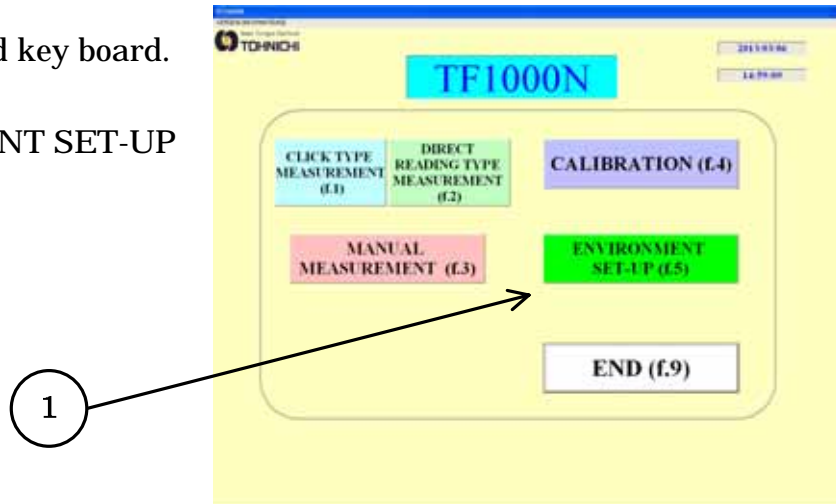 d key board.
NT SET-UP
TOHNICHI
TF1000N
CLICK TYPE
MEASUREMENT
(f.1)
DIRECT
READING TYPE
MEASUREMENT
(f.2)
CALIBRATION (f.4)
MANUAL
MEASUREMENT (f.3)
ENVIRONMENT
SET-UP (f.5)
END (f.9)
1